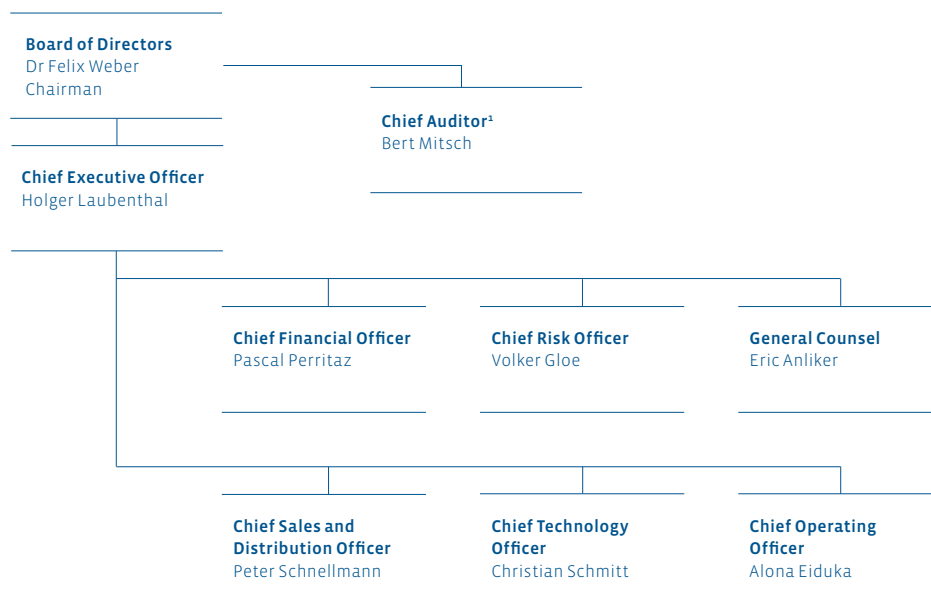 Board of Directors
Dr Felix Weber
Chairman
Chief Auditor¹
Bert Mitsch
Chief Executive Officer
Holger Laubenthal
Chief Financial Officer
Pascal Perritaz
Chief Risk Officer
Volker Gloe
General Counsel
Eric Anliker
Chief Sales and
Distribution Officer
Peter Schnellmann
Chief Technology
Officer
Christian Schmitt
Chief Operating
Officer
Alona Eiduka